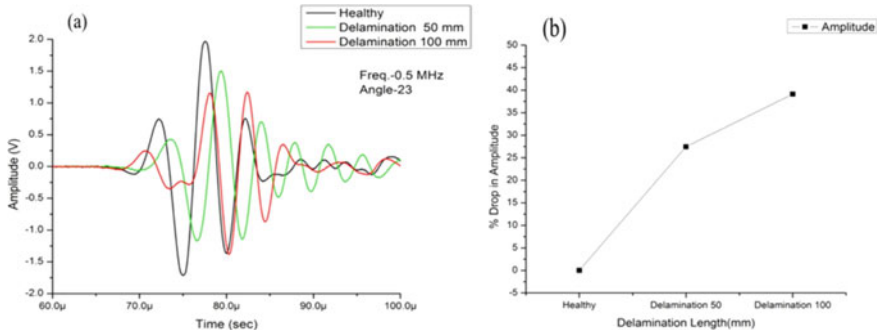 (a)
Healthy
Delamination 50 mm
Delamination 100 mm
Freq.-0.5 MHz
Angle-23
Amplitude (V)
2.0
1.5
1.0
0.5
0.0
-0.5
-1.0
-1.5
-2.0
60.0µ 70.0µ 80.0µ 90.0µ 100.0µ
Time (sec)
(b)
Amplitude
% Drop in Amplitude
50
45
40
35
30
25
20
15
10
5
0
-5
Healthy Delamination 50 Delamination 100
Delamination Length(mm)